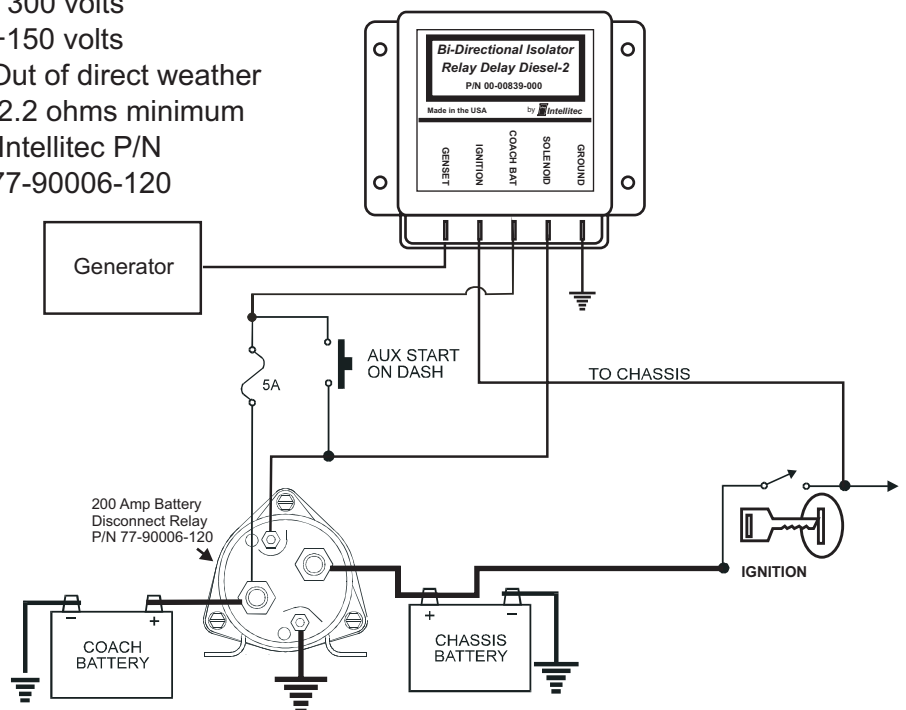 300 volts
150 volts
Out of direct weather
2.2 ohms minimum
Intellitec P/N
77-90006-120
Bi-Directional Isolator
Relay Delay Diesel-2
P/N 00-00839-000
Made in the USA by Intellitec
GENSET
IGNITION
COACH BAT
SOLENOID
GROUND
Generator
5A
AUX START
ON DASH
TO CHASSIS
200 Amp Battery
Disconnect Relay
P/N 77-90006-120
IGNITION
- +
COACH
BATTERY
+ -
CHASSIS
BATTERY